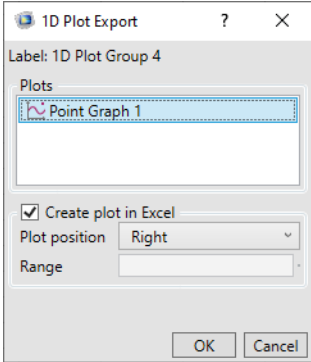 1D Plot Export ? ×
Label: 1D Plot Group 4
Plots
Point Graph 1
Create plot in Excel
Plot position Right
Range
OK Cancel